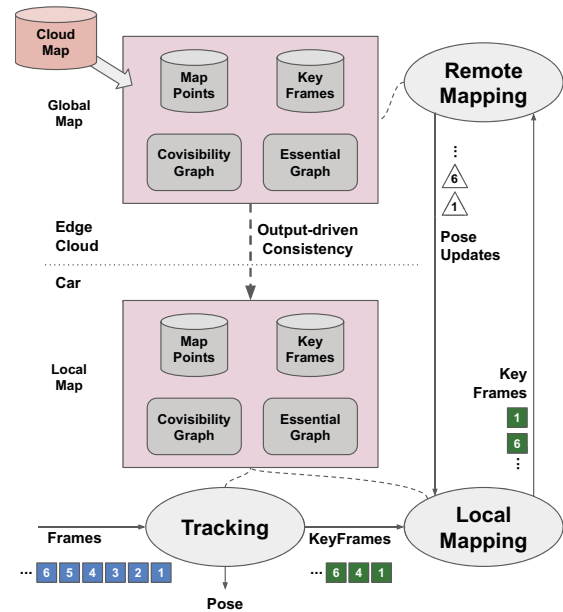 Cloud
Map
Global
Map
Map
Points
Key
Frames
Covisibility
Graph
Essential
Graph
Remote
Mapping
...
6
1
Pose
Updates
Edge
Cloud
Output-driven
Consistency
Car
Local
Map
Map
Points
Key
Frames
Covisibility
Graph
Essential
Graph
Key
Frames
1
6
...
Frames
... 6 5 4 3 2 1
Tracking
Pose
KeyFrames
... 6 4 1
Local
Mapping